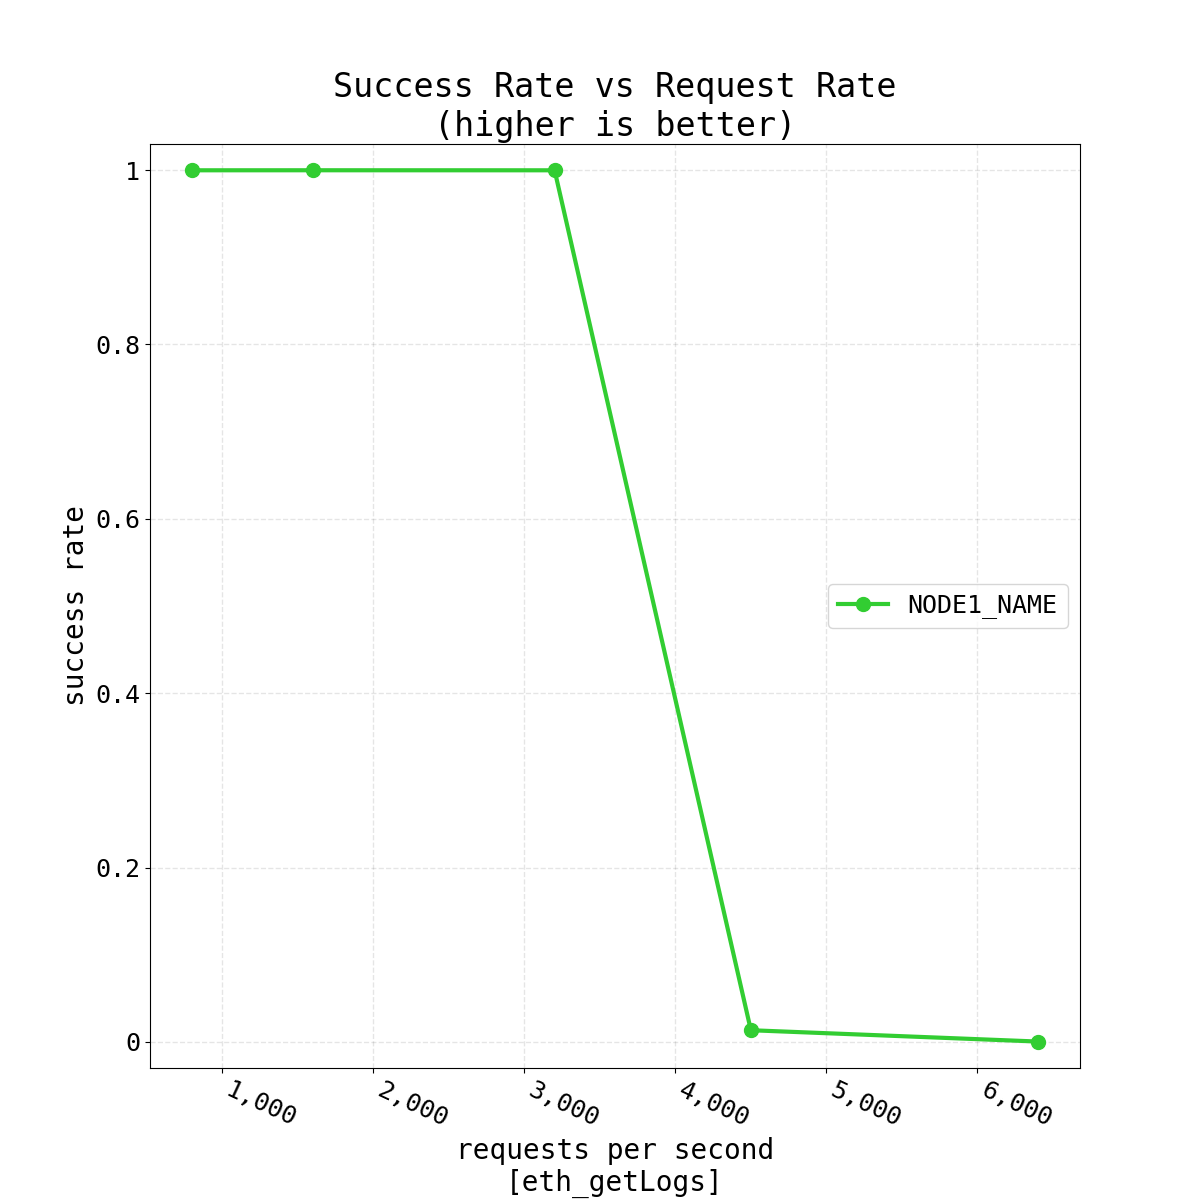 Success Rate vs Request Rate
(higher is better)
1
0.8
0.6
0.4
0.2
0
success rate
NODE1_NAME
1,000
2,000
3,000
4,000
5,000
6,000
requests per second
[eth_getLogs]